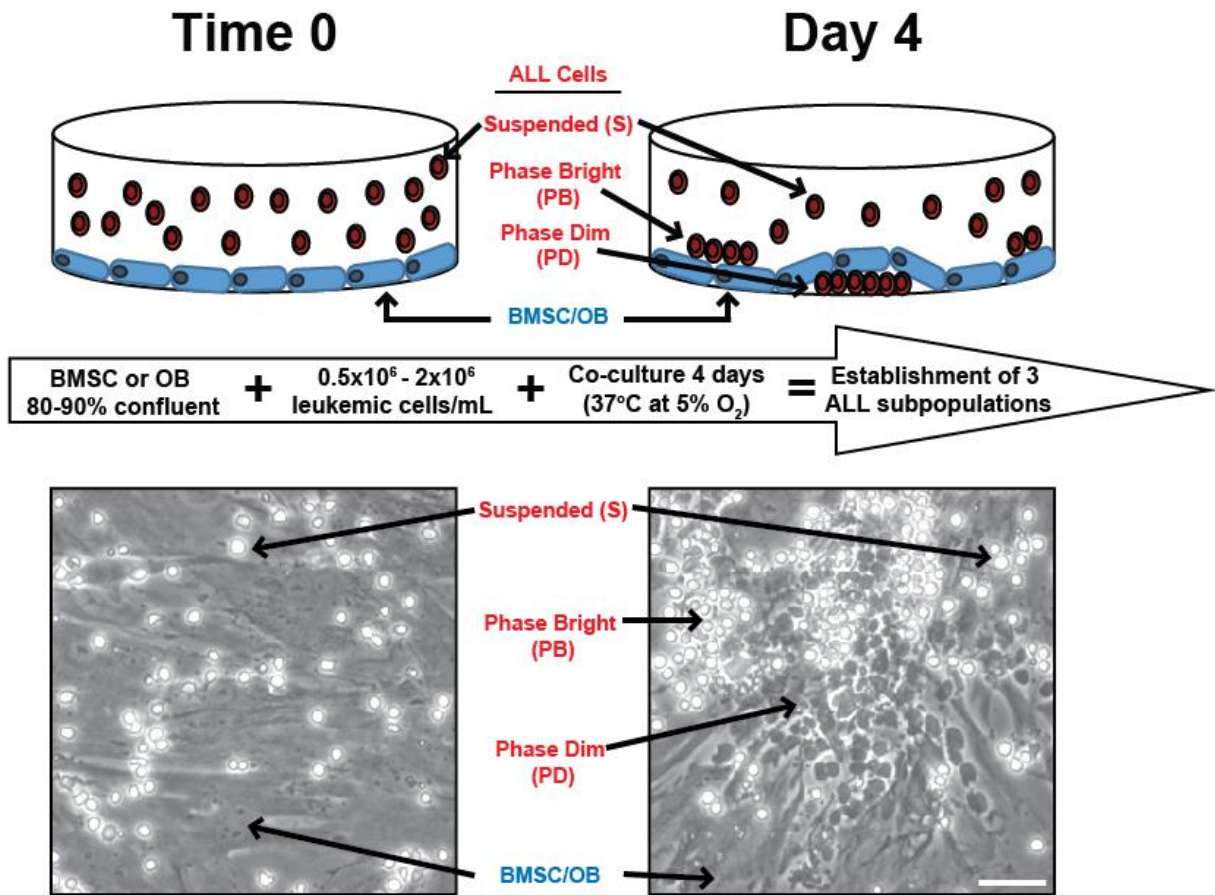 Time 0
Day 4
ALL Cells
Suspended (S)
Phase Bright
(PB)
Phase Dim
(PD)
BMSC/OB
BMSC or OB
80-90% confluent
+
0.5x10⁶ - 2x10⁶
leukemic cells/mL
+
Co-culture 4 days
(37ºC at 5% O₂)
=
Establishment of 3
ALL subpopulations
Suspended (S)
Phase Bright
(PB)
Phase Dim
(PD)
BMSC/OB